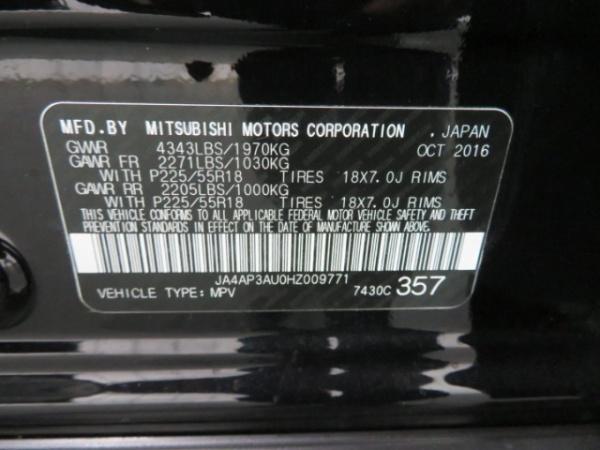 MFD.BY MITSUBISHI MOTORS CORPORATION . JAPAN
GVWR 4343LBS/1970KG OCT 2016
GAWR FR 2271LBS/1030KG
WITH P225/55R18 TIRES 18X7.0J RIMS
GAWR RR 2205LBS/1000KG
WITH P225/55R18 TIRES 18X7.0J RIMS
THIS VEHICLE CONFORMS TO ALL APPLICABLE FEDERAL MOTOR VEHICLE SAFETY AND THEFT
PREVENTION STANDARDS IN EFFECT ON THE DATE OF MANUFACTURE SHOWN ABOVE.
JA4AP3AU0HZ009771
VEHICLE TYPE: MPV 7430C 357